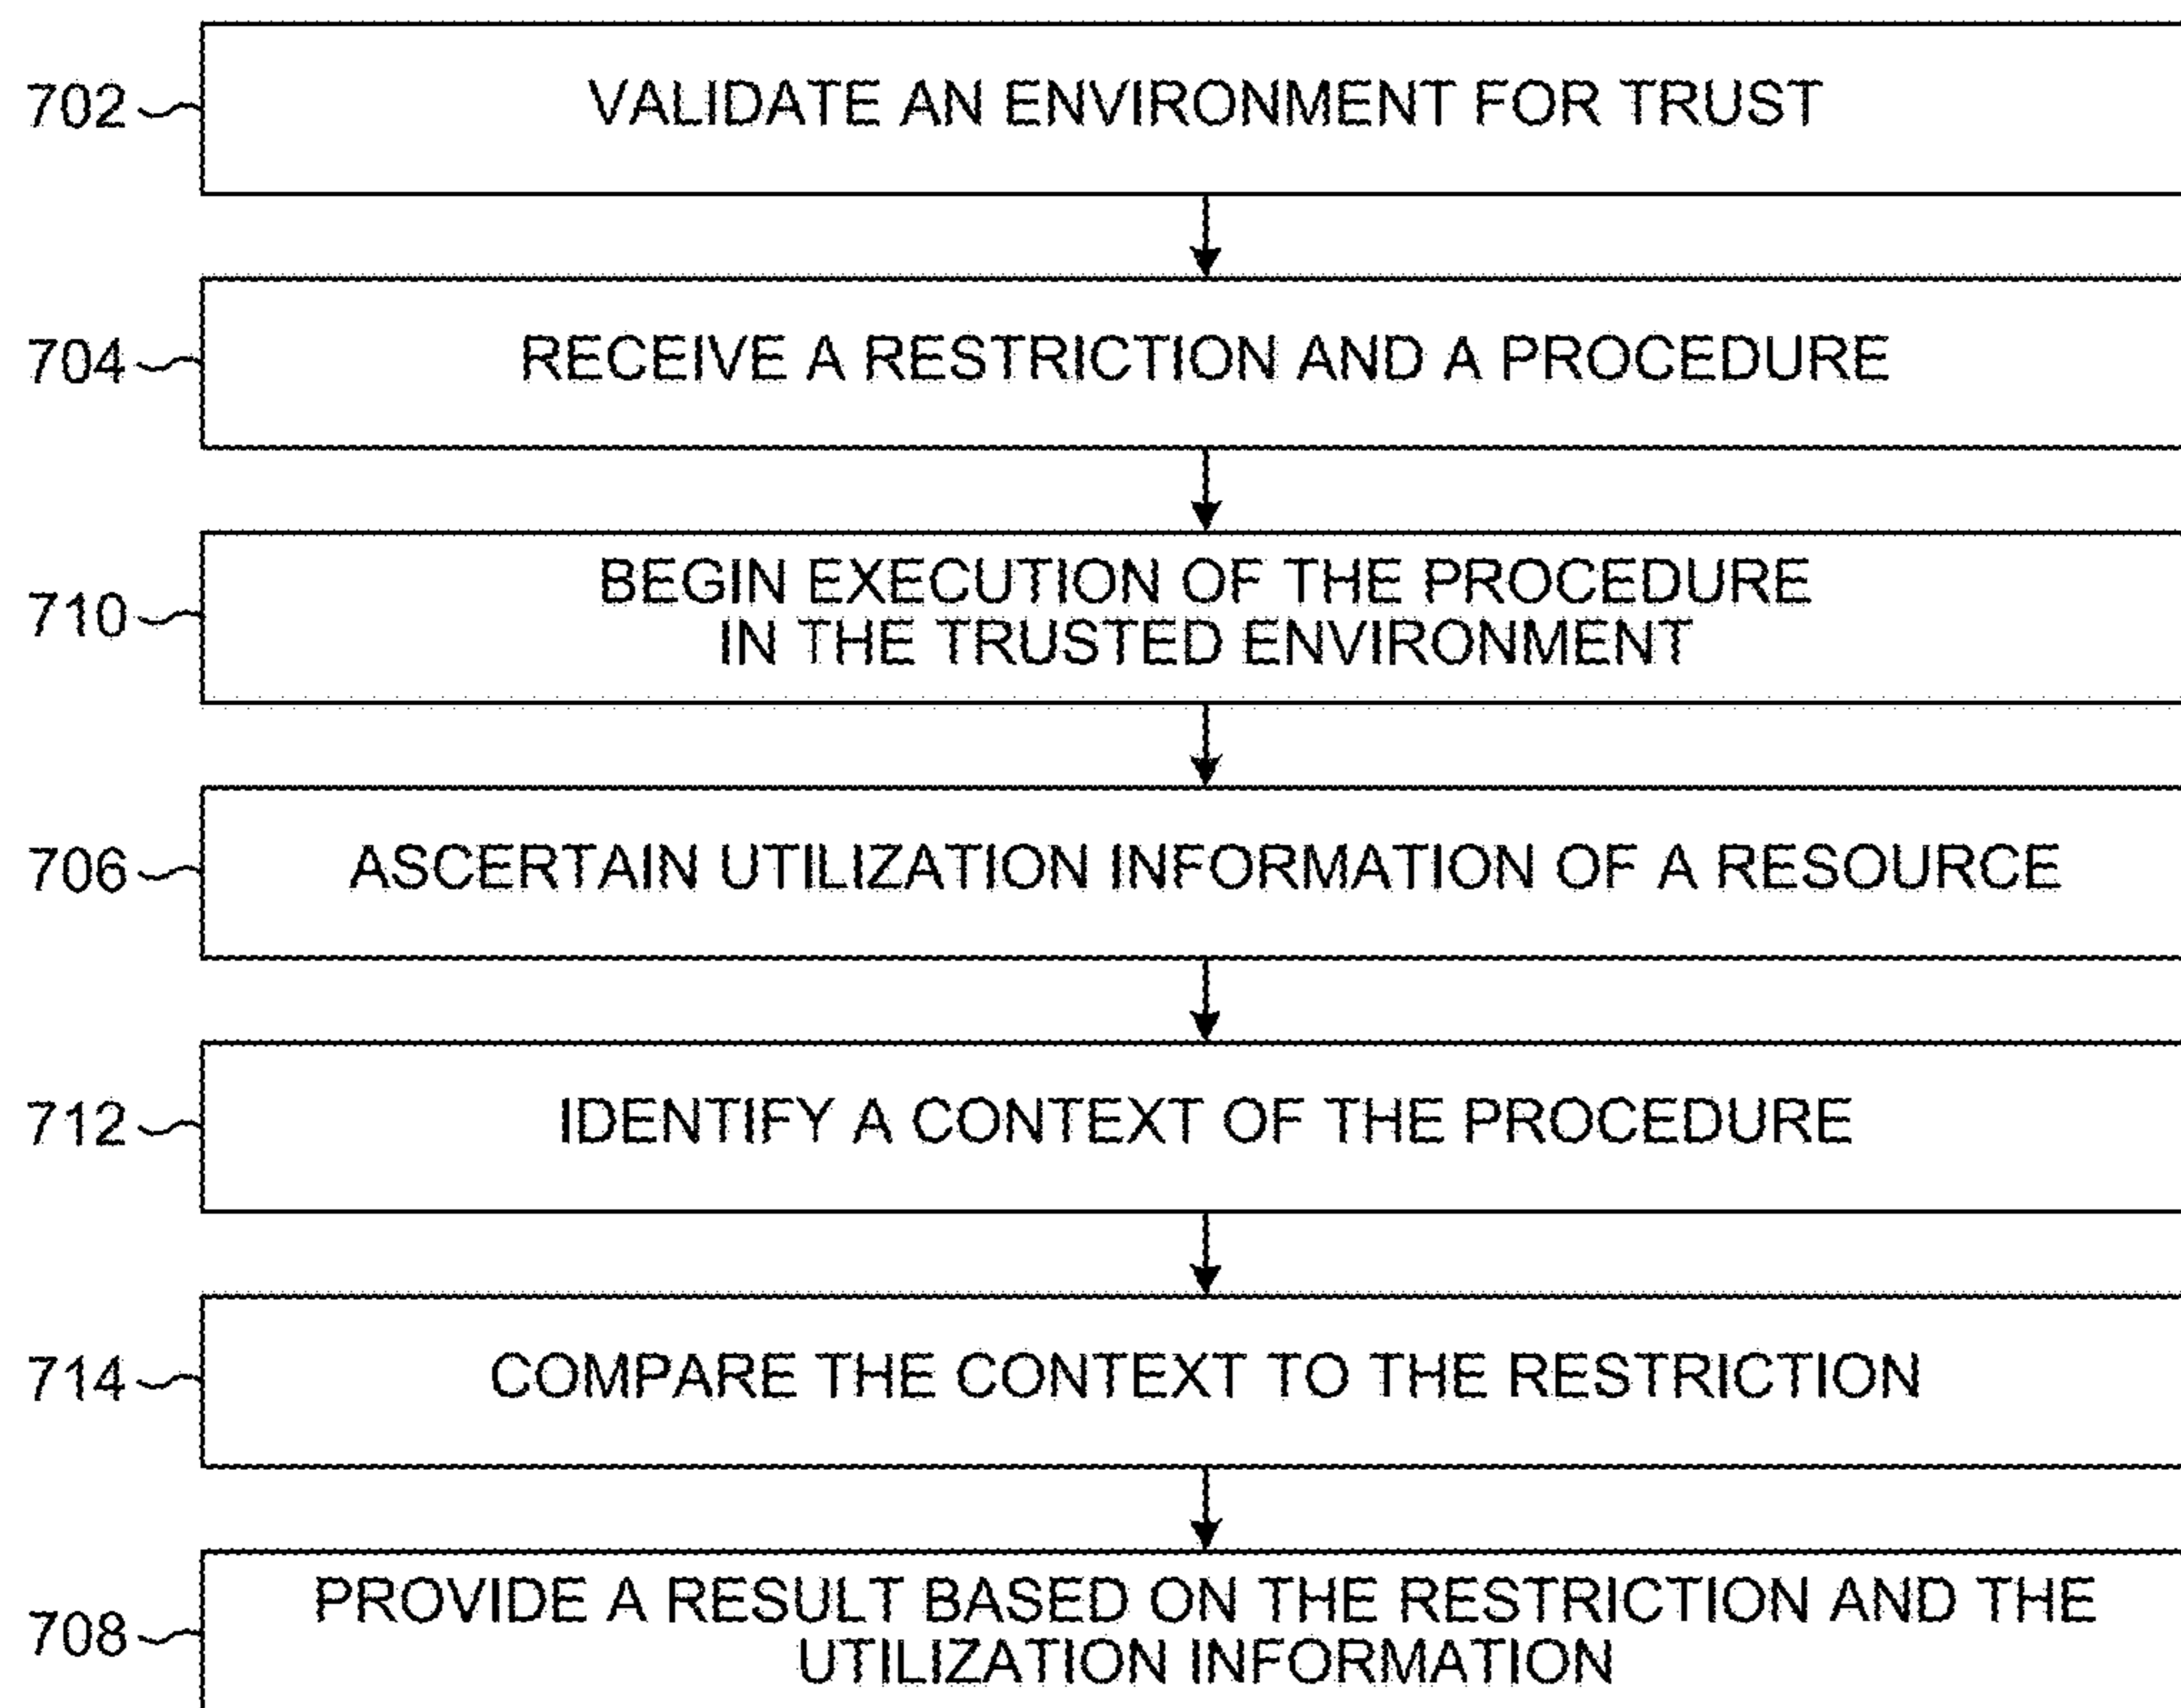 702
VALIDATE AN ENVIRONMENT FOR TRUST
704
RECEIVE A RESTRICTION AND A PROCEDURE
710
BEGIN EXECUTION OF THE PROCEDURE
IN THE TRUSTED ENVIRONMENT
706
ASCERTAIN UTILIZATION INFORMATION OF A RESOURCE
712
IDENTIFY A CONTEXT OF THE PROCEDURE
714
COMPARE THE CONTEXT TO THE RESTRICTION
708
PROVIDE A RESULT BASED ON THE RESTRICTION AND THE
UTILIZATION INFORMATION